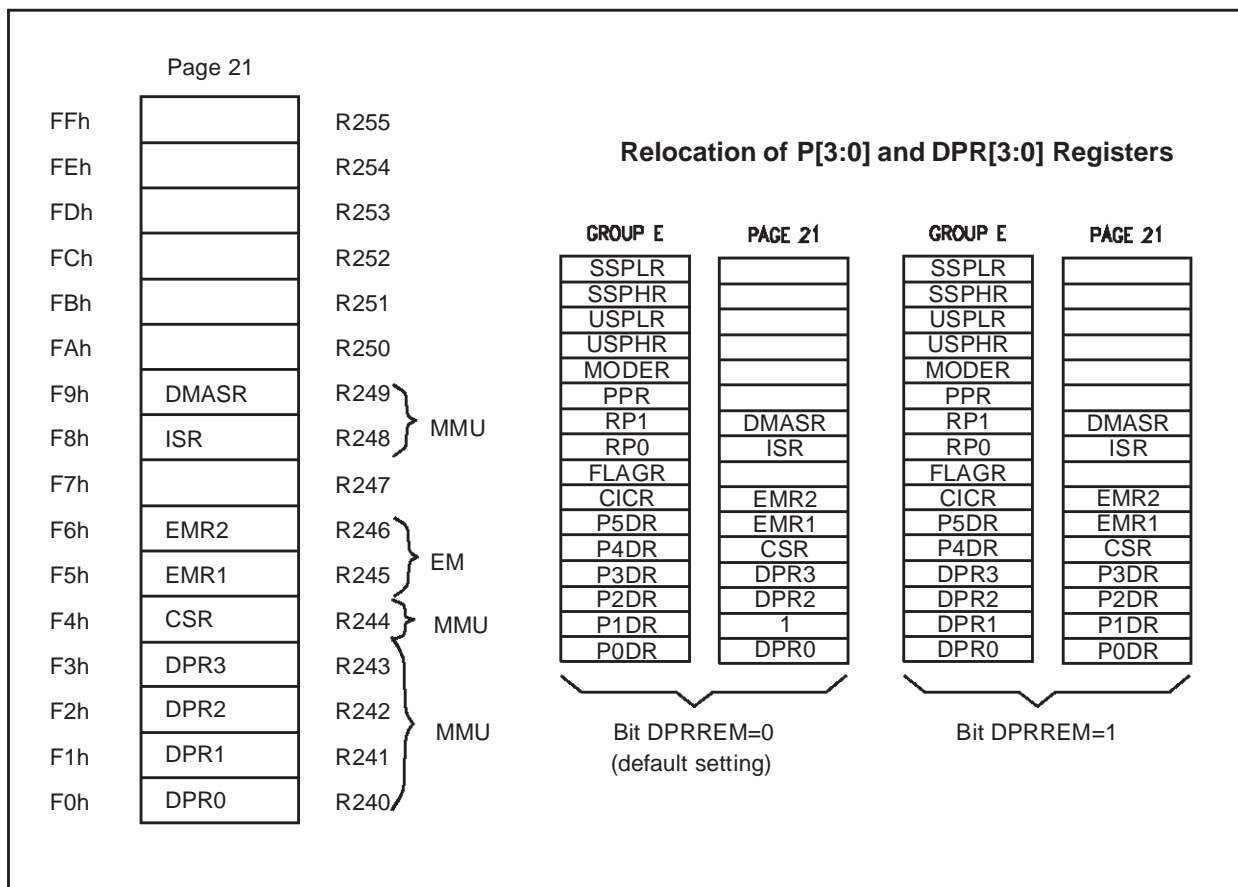 Page 21
FFh R255
FEh R254
FDh R253
FCh R252
FBh R251
FAh R250
F9h DMASR R249
F8h ISR R248
MMU
F7h R247
F6h EMR2 R246
F5h EMR1 R245
EM
F4h CSR R244
MMU
F3h DPR3 R243
F2h DPR2 R242
F1h DPR1 R241
F0h DPR0 R240
MMU
Relocation of P[3:0] and DPR[3:0] Registers
GROUP E PAGE 21 GROUP E PAGE 21
SSPLR SSPLR
SSPHR SSPHR
USPLR USPLR
USPHR USPHR
MODER MODER
PPR PPR
RP1 DMASR RP1 DMASR
RP0 ISR RP0 ISR
FLAGR FLAGR
CICR EMR2 CICR EMR2
P5DR EMR1 P5DR EMR1
P4DR CSR P4DR CSR
P3DR DPR3 DPR3 P3DR
P2DR DPR2 DPR2 P2DR
P1DR 1 DPR1 P1DR
P0DR DPR0 DPR0 P0DR
Bit DPRREM=0 Bit DPRREM=1
(default setting)